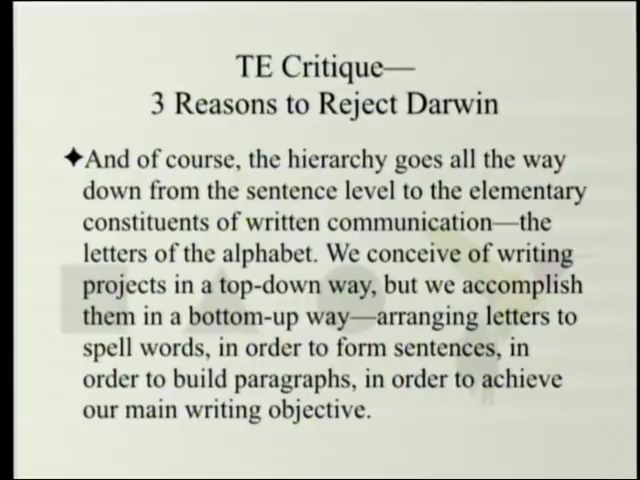 TE Critique—
3 Reasons to Reject Darwin
✦And of course, the hierarchy goes all the way
down from the sentence level to the elementary
constituents of written communication—the
letters of the alphabet. We conceive of writing
projects in a top-down way, but we accomplish
them in a bottom-up way—arranging letters to
spell words, in order to form sentences, in
order to build paragraphs, in order to achieve
our main writing objective.